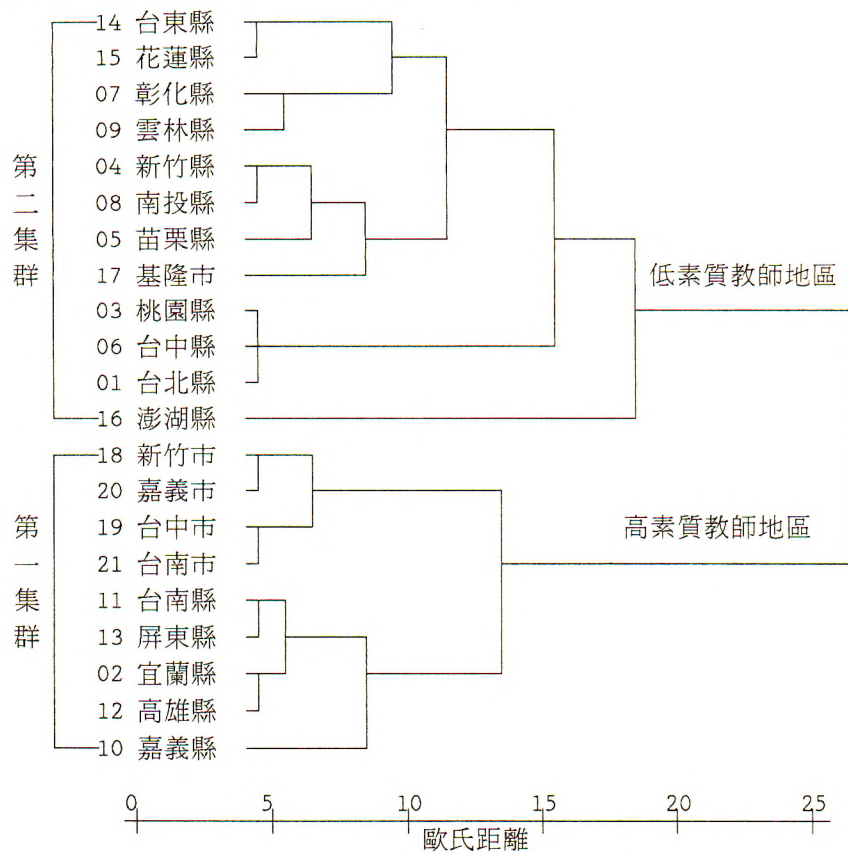 第二集群
14 台東縣
15 花蓮縣
07 彰化縣
09 雲林縣
04 新竹縣
08 南投縣
05 苗栗縣
17 基隆市
03 桃園縣
06 台中縣
01 台北縣
16 澎湖縣
低素質教師地區
第一集群
18 新竹市
20 嘉義市
19 台中市
21 台南市
11 台南縣
13 屏東縣
02 宜蘭縣
12 高雄縣
10 嘉義縣
高素質教師地區
0 5 10 15 20 25
歐氏距離